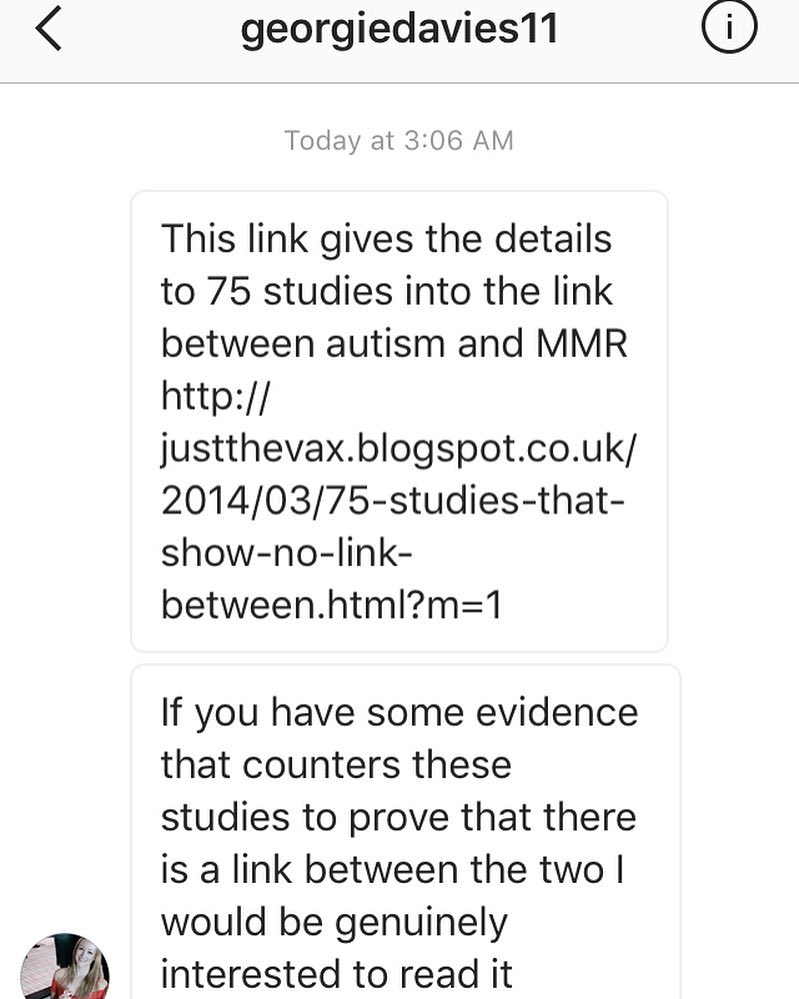 georgiedavies11
Today at 3:06 AM
This link gives the details
to 75 studies into the link
between autism and MMR
http://
justthevax.blogspot.co.uk/
2014/03/75-studies-that-
show-no-link-
between.html?m=1
If you have some evidence
that counters these
studies to prove that there
is a link between the two I
would be genuinely
interested to read it